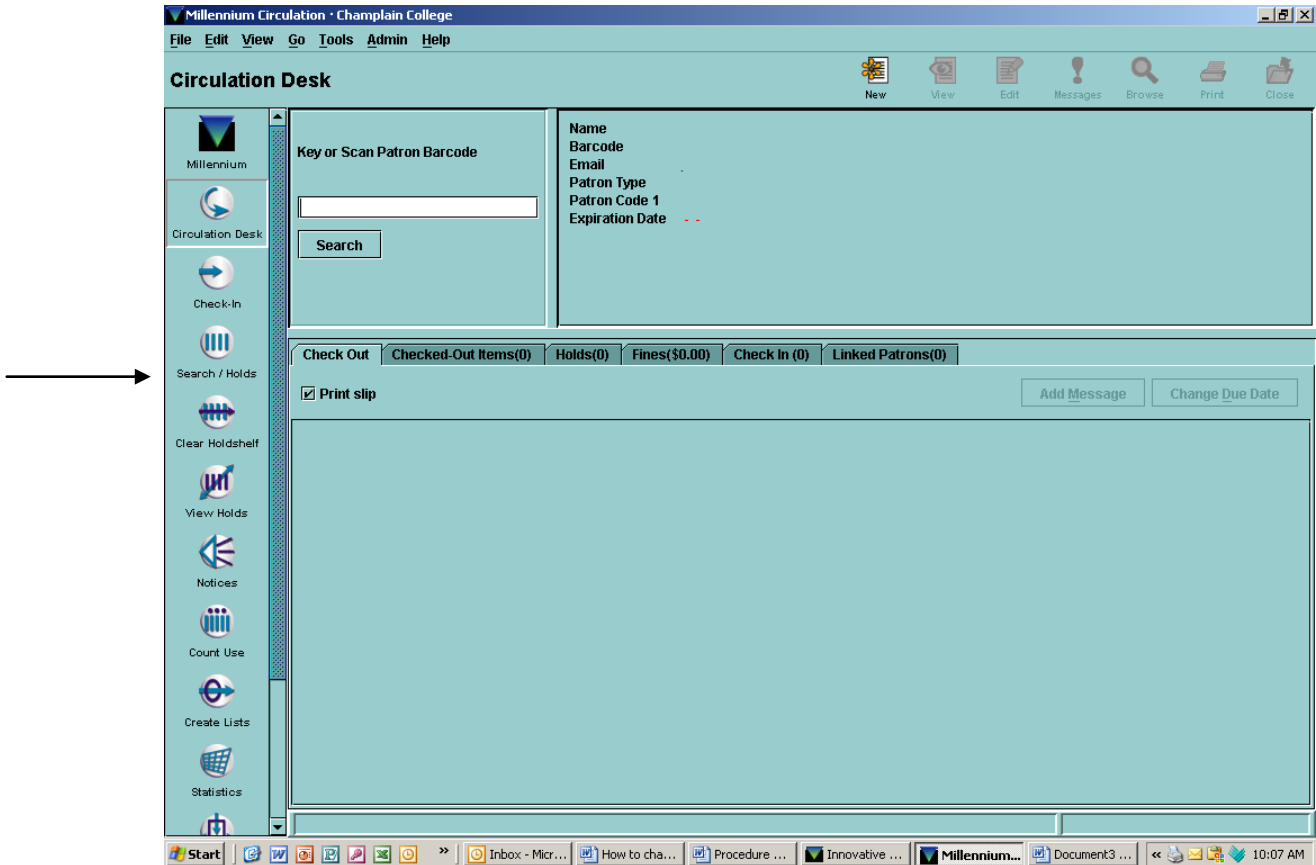 Millennium Circulation · Champlain College
File Edit View Go Tools Admin Help
Circulation Desk
New View Edit Messages Browse Print Close
Millennium
Circulation Desk
Check-In
Search / Holds
Clear Holdshelf
View Holds
Notices
Count Use
Create Lists
Statistics
Key or Scan Patron Barcode
Search
Name
Barcode
Email
Patron Type
Patron Code 1
Expiration Date - -
Check Out Checked-Out Items(0) Holds(0) Fines($0.00) Check In (0) Linked Patrons(0)
Print slip Add Message Change Due Date
Start » Inbox - Micr... How to cha... Procedure ... Innovative ... Millennium... Document3 ... « 10:07 AM